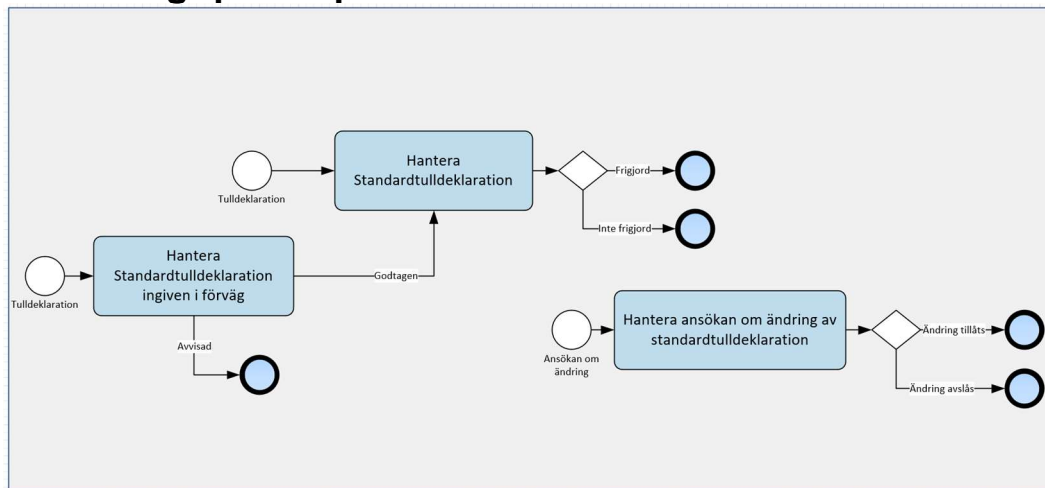 Hantera
Standardtulldeklaration
Tulldeklaration
Frigjord
Inte frigjord
Hantera
Standardtulldeklaration
ingiven i förväg
Tulldeklaration
Godtagen
Avvisad
Hantera ansökan om ändring av
standardtulldeklaration
Ansökan om
ändring
Ändring tillåts
Ändring avslås